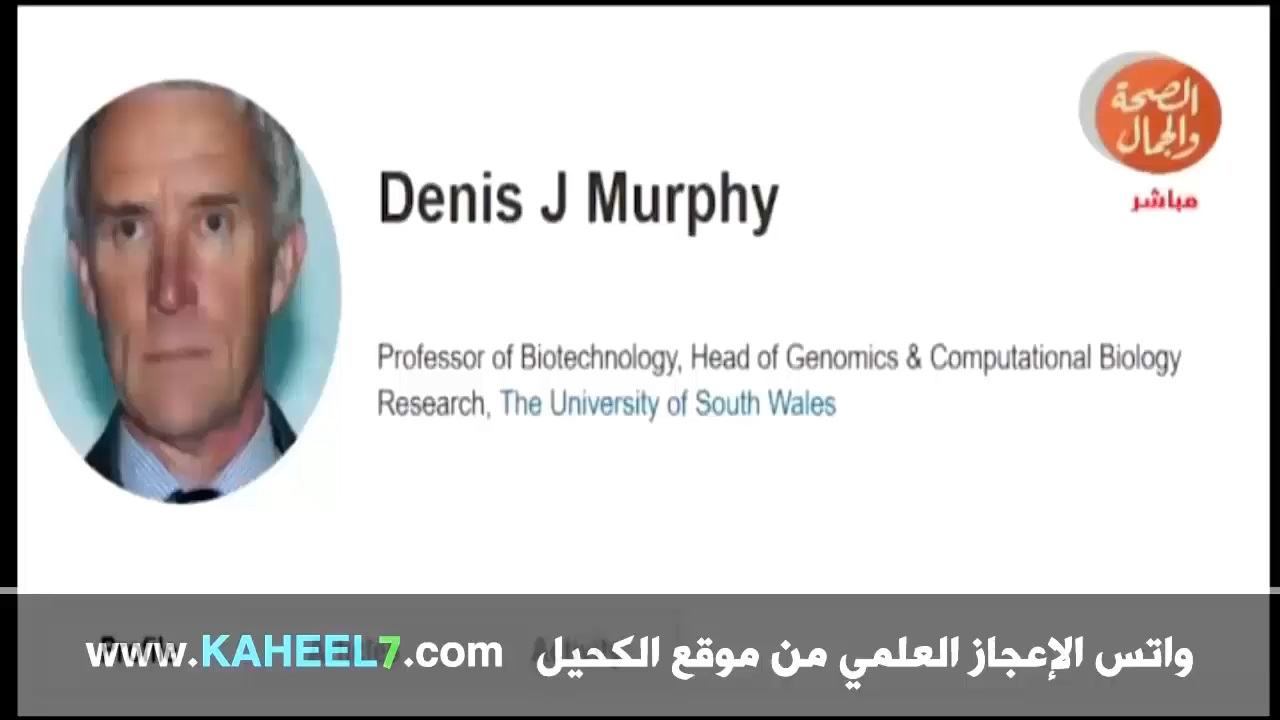 الصحة
والجمال
مباشر
Denis J Murphy
Professor of Biotechnology, Head of Genomics & Computational Biology
Research, The University of South Wales
www.KAHEEL7.com واتس الإعجاز العلمي من موقع الكحيل